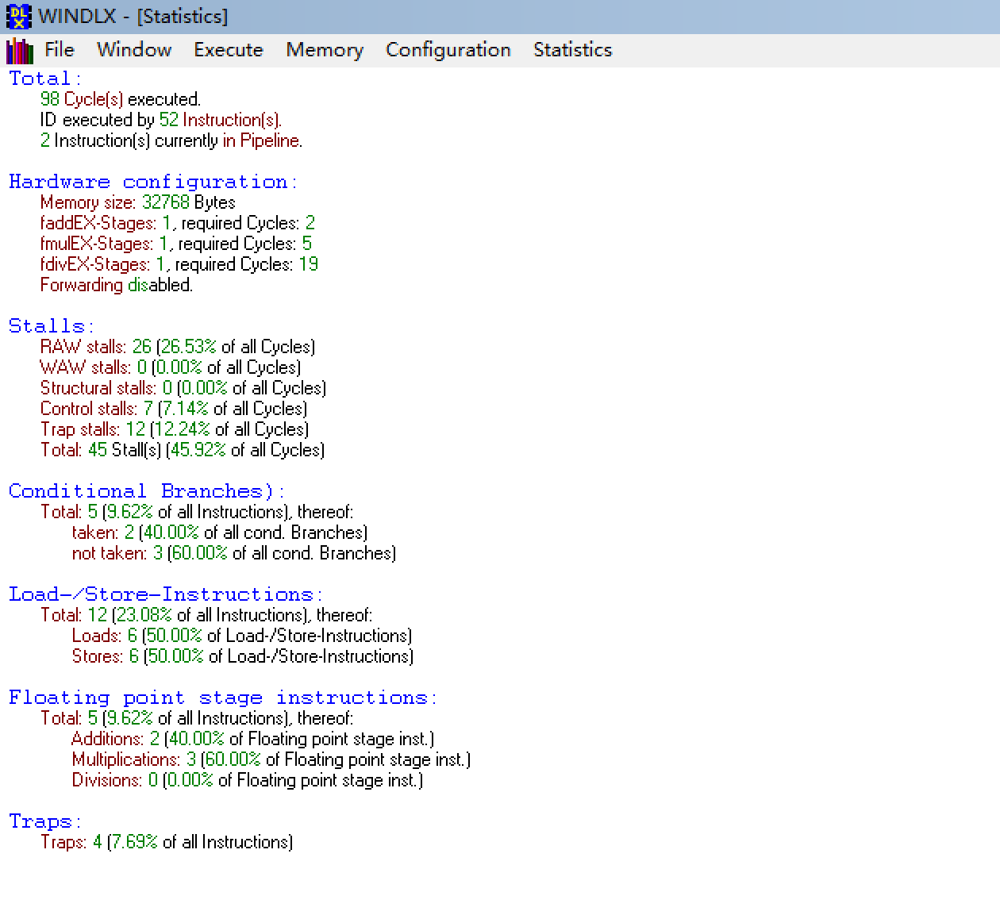 DLX
WINDLX - [Statistics]
File Window Execute Memory Configuration Statistics
Total:
98 Cycle(s) executed.
ID executed by 52 Instruction(s).
2 Instruction(s) currently in Pipeline.
Hardware configuration:
Memory size: 32768 Bytes
faddEX-Stages: 1, required Cycles: 2
fmulEX-Stages: 1, required Cycles: 5
fdivEX-Stages: 1, required Cycles: 19
Forwarding disabled.
Stalls:
RAW stalls: 26 (26.53% of all Cycles)
WAW stalls: 0 (0.00% of all Cycles)
Structural stalls: 0 (0.00% of all Cycles)
Control stalls: 7 (7.14% of all Cycles)
Trap stalls: 12 (12.24% of all Cycles)
Total: 45 Stall(s) (45.92% of all Cycles)
Conditional Branches):
Total: 5 (9.62% of all Instructions), thereof:
taken: 2 (40.00% of all cond. Branches)
not taken: 3 (60.00% of all cond. Branches)
Load-/Store-Instructions:
Total: 12 (23.08% of all Instructions), thereof:
Loads: 6 (50.00% of Load-/Store-Instructions)
Stores: 6 (50.00% of Load-/Store-Instructions)
Floating point stage instructions:
Total: 5 (9.62% of all Instructions), thereof:
Additions: 2 (40.00% of Floating point stage inst.)
Multiplications: 3 (60.00% of Floating point stage inst.)
Divisions: 0 (0.00% of Floating point stage inst.)
Traps:
Traps: 4 (7.69% of all Instructions)